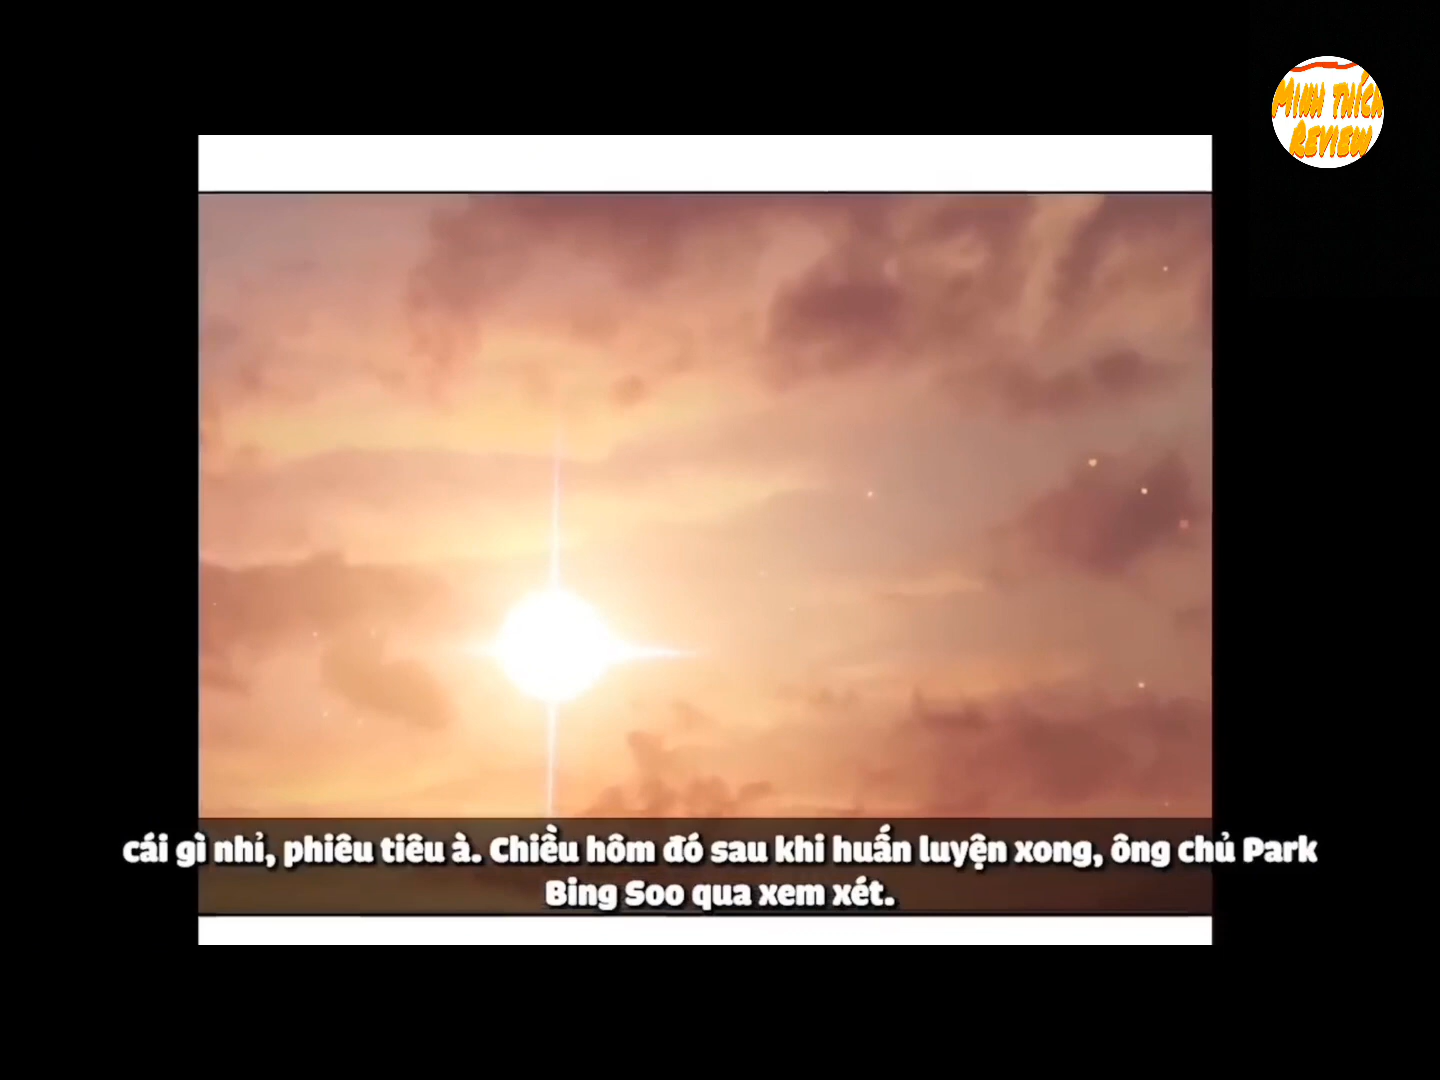 MINH THÍCH
REVIEW
cái gì nhỉ, phiêu tiêu à. Chiều hôm đó sau khi huấn luyện xong, ông chủ Park
Bing Soo qua xem xét.